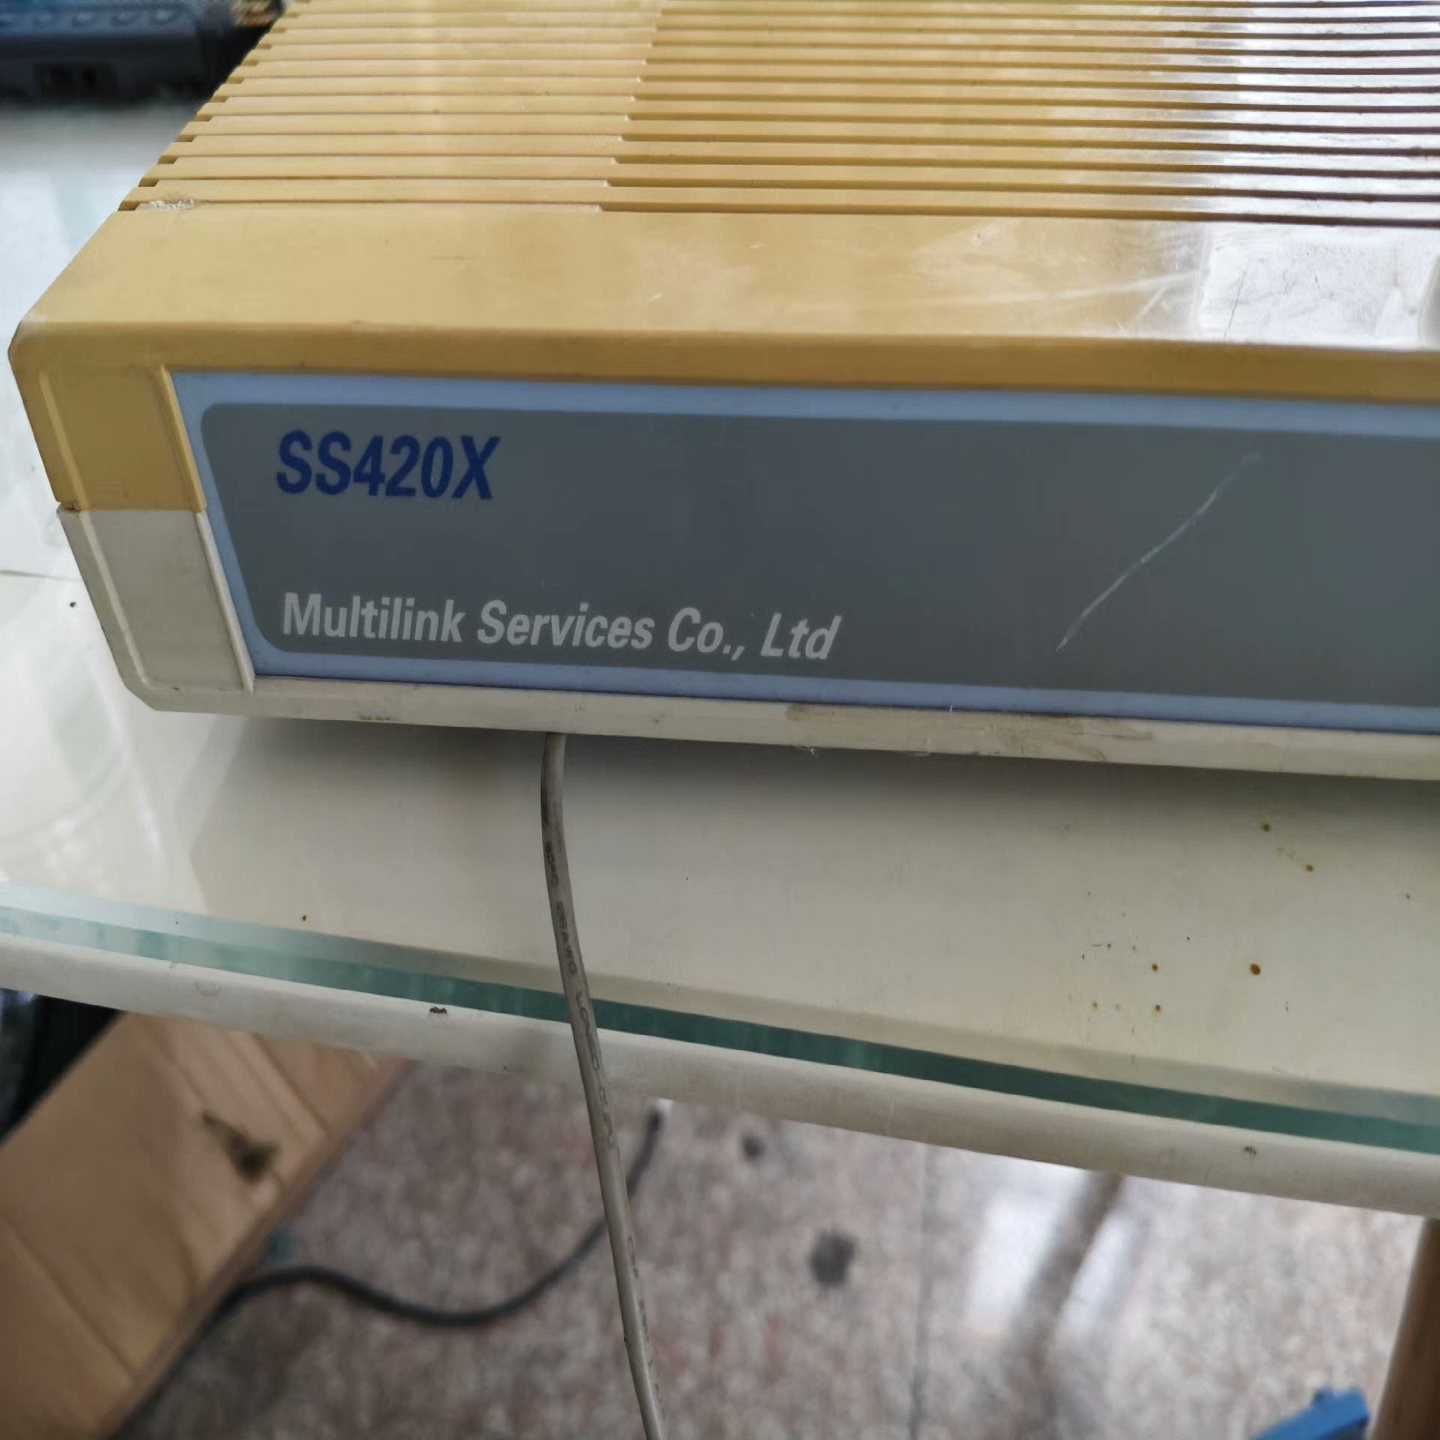 SS420X
Multilink Services Co., Ltd